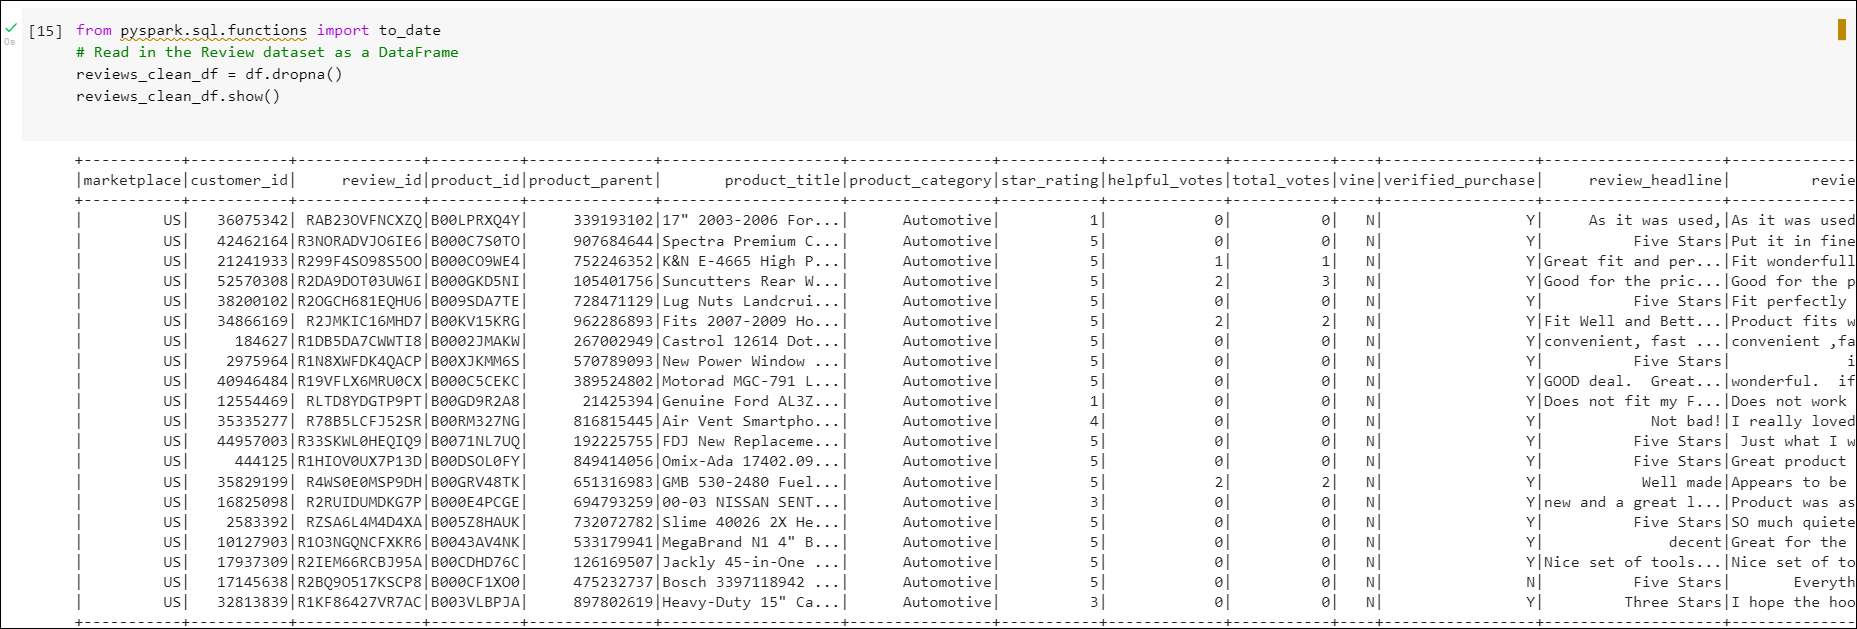 [15] from pyspark.sql.functions import to_date
0s # Read in the Review dataset as a DataFrame
reviews_clean_df = df.dropna()
reviews_clean_df.show()
+-----------+-----------+--------------+----------+--------------+--------------------+----------------+-----------+-------------+-----------+----+-----------------+--------------------+--------------
|marketplace|customer_id|     review_id|product_id|product_parent|       product_title|product_category|star_rating|helpful_votes|total_votes|vine|verified_purchase|     review_headline|         revie
+-----------+-----------+--------------+----------+--------------+--------------------+----------------+-----------+-------------+-----------+----+-----------------+--------------------+--------------
|         US|   36075342| RAB23OVFNCXZQ|B00LPRXQ4Y|     339193102|17" 2003-2006 For...|      Automotive|          1|            0|          0|   N|                Y|     As it was used,|As it was used
|         US|   42462164|R3NORADVJO6IE6|B000C7S0TO|     907684644|Spectra Premium C...|      Automotive|          5|            0|          0|   N|                Y|          Five Stars|Put it in fine
|         US|   21241933|R299F4SO98S5OO|B000CO9WE4|     752246352|K&N E-4665 High P...|      Automotive|          5|            1|          1|   N|                Y|Great fit and per...|Fit wonderfull
|         US|   52570308|R2DA9DOT03UW6I|B000GKD5NI|     105401756|Suncutters Rear W...|      Automotive|          5|            2|          3|   N|                Y|Good for the pric...|Good for the p
|         US|   38200102|R2OGCH681EQHU6|B009SDA7TE|     728471129|Lug Nuts Landcrui...|      Automotive|          5|            0|          0|   N|                Y|          Five Stars|Fit perfectly
|         US|   34866169| R2JMKIC16MHD7|B00KV15KRG|     962286893|Fits 2007-2009 Ho...|      Automotive|          5|            2|          2|   N|                Y|Fit Well and Bett...|Product fits w
|         US|     184627|R1DB5DA7CWWTI8|B0002JMAKW|     267002949|Castrol 12614 Dot...|      Automotive|          5|            0|          0|   N|                Y|convenient, fast ...|convenient ,fa
|         US|    2975964|R1N8XWFDK4QACP|B00XJKMM6S|     570789093|New Power Window ...|      Automotive|          5|            0|          0|   N|                Y|          Five Stars|             i
|         US|   40946484|R19VFLX6MRU0CX|B000C5CEKC|     389524802|Motorad MGC-791 L...|      Automotive|          5|            0|          0|   N|                Y|GOOD deal.  Great...|wonderful.  if
|         US|   12554469| RLTD8YDGTP9PT|B00GD9R2A8|      21425394|Genuine Ford AL3Z...|      Automotive|          1|            0|          0|   N|                Y|Does not fit my F...|Does not work
|         US|   35335277| R78B5LCFJ52SR|B00RM327NG|     816815445|Air Vent Smartpho...|      Automotive|          4|            0|          0|   N|                Y|            Not bad!|I really loved
|         US|   44957003|R33SKWL0HEQIQ9|B0071NL7UQ|     192225755|FDJ New Replaceme...|      Automotive|          5|            0|          0|   N|                Y|          Five Stars| Just what I w
|         US|     444125|R1HIOV0UX7P13D|B00DSOL0FY|     849414056|Omix-Ada 17402.09...|      Automotive|          5|            0|          0|   N|                Y|          Five Stars|Great product
|         US|   35829199| R4WS0E0MSP9DH|B00GRV48TK|     651316983|GMB 530-2480 Fuel...|      Automotive|          5|            2|          2|   N|                Y|           Well made|Appears to be
|         US|   16825098| R2RUIDUMDKG7P|B000E4PCGE|     694793259|00-03 NISSAN SENT...|      Automotive|          3|            0|          0|   N|                Y|new and a great l...|Product was as
|         US|    2583392| RZSA6L4M4D4XA|B005Z8HAUK|     732072782|Slime 40026 2X He...|      Automotive|          5|            0|          0|   N|                Y|          Five Stars|SO much quiete
|         US|   10127903|R1O3NGQNCFXKR6|B0043AV4NK|     533179941|MegaBrand N1 4" B...|      Automotive|          5|            0|          0|   N|                Y|              decent|Great for the
|         US|   17937309|R2IEM66RCBJ95A|B00CDHD76C|     126169507|Jackly 45-in-One ...|      Automotive|          5|            0|          0|   N|                Y|Nice set of tools...|Nice set of to
|         US|   17145638|R2BQ9O517KSCP8|B000CF1XO0|     475232737|Bosch 3397118942 ...|      Automotive|          5|            0|          0|   N|                N|          Five Stars|       Everyth
|         US|   32813839|R1KF86427VR7AC|B003VLBPJA|     897802619|Heavy-Duty 15" Ca...|      Automotive|          3|            0|          0|   N|                Y|         Three Stars|I hope the hoo
+-----------+-----------+--------------+----------+--------------+--------------------+----------------+-----------+-------------+-----------+----+-----------------+--------------------+--------------